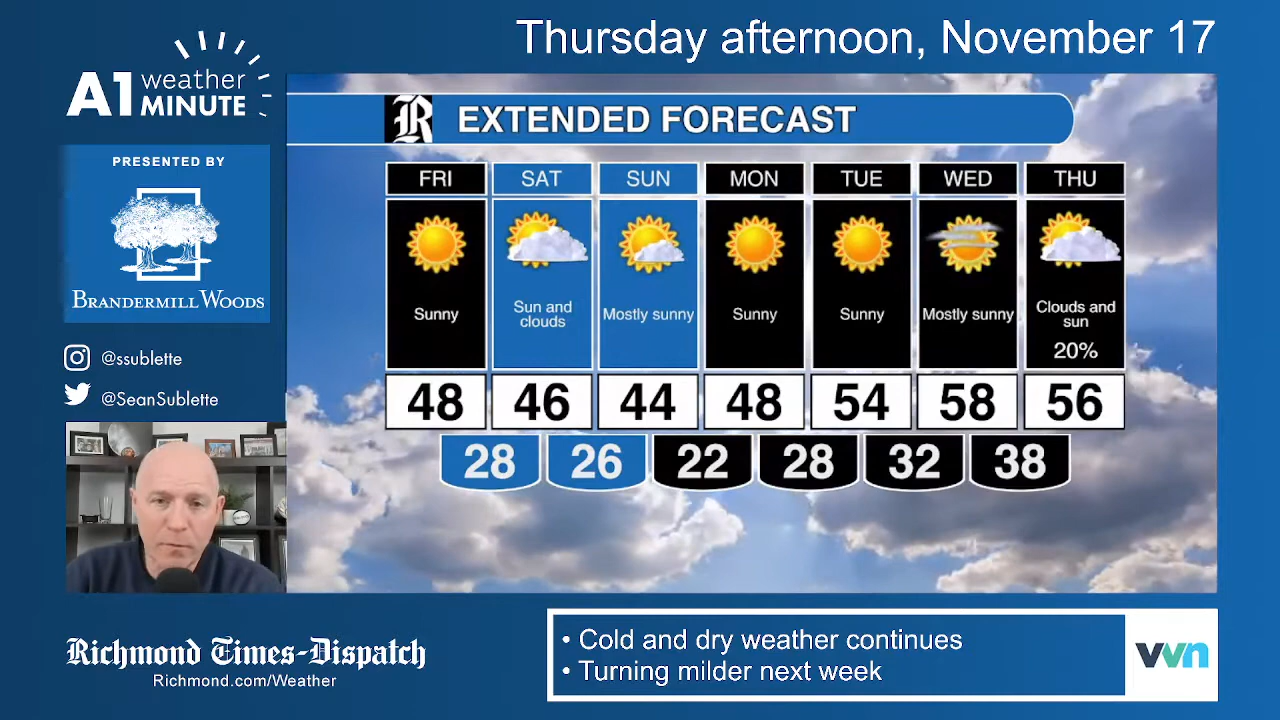 Thursday afternoon, November 17
A1 weather
MINUTE
PRESENTED BY
BRANDERMILL WOODS
@ssublette
@SeanSublette
R EXTENDED FORECAST
FRI SAT SUN MON TUE WED THU
Sunny
Sun and
clouds
Mostly sunny
Sunny
Sunny
Mostly sunny
Clouds and
sun
20%
48 46 44 48 54 58 56
28 26 22 28 32 38
Richmond Times-Dispatch
Richmond.com/Weather
• Cold and dry weather continues
• Turning milder next week
vvn